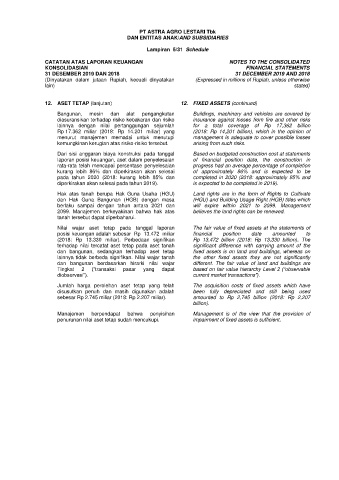 PT ASTRA AGRO LESTARI Tbk
DAN ENTITAS ANAK/AND SUBSIDIARIES
Lampiran 5/31 Schedule
CATATAN ATAS LAPORAN KEUANGAN
KONSOLIDASIAN
31 DESEMBER 2019 DAN 2018
(Dinyatakan dalam jutaan Rupiah, kecuali dinyatakan
lain)
NOTES TO THE CONSOLIDATED
FINANCIAL STATEMENTS
31 DECEMBER 2019 AND 2018
(Expressed in millions of Rupiah, unless otherwise
stated)
12. ASET TETAP (lanjutan)
Bangunan, mesin dan alat pengangkutan
diasuransikan terhadap risiko kebakaran dan risiko
lainnya dengan nilai pertanggungan sejumlah
Rp 17.362 miliar (2018: Rp 14.201 miliar) yang
menurut manajemen memadai untuk menutup
kemungkinan kerugian atas risiko-risiko tersebut.
Dari sisi anggaran biaya konstruksi pada tanggal
laporan posisi keuangan, aset dalam penyelesaian
rata-rata telah mencapai persentase penyelesaian
kurang lebih 86% dan diperkirakan akan selesai
pada tahun 2020 (2018: kurang lebih 85% dan
diperkirakan akan selesai pada tahun 2019).
Hak atas tanah berupa Hak Guna Usaha (HGU)
dan Hak Guna Bangunan (HGB) dengan masa
berlaku sampai dengan tahun antara 2021 dan
2099. Manajemen berkeyakinan bahwa hak atas
tanah tersebut dapat diperbaharui.
Nilai wajar aset tetap pada tanggal laporan
posisi keuangan adalah sebesar Rp 13.472 miliar
(2018: Rp 13.330 miliar). Perbedaan signifikan
terhadap nilai tercatat aset tetap pada aset tanah
dan bangunan, sedangkan terhadap aset tetap
lainnya tidak berbeda signifikan. Nilai wajar tanah
dan bangunan berdasarkan hirarki nilai wajar
Tingkat 2 ("transaksi pasar yang dapat
diobservasi").
Jumlah harga perolehan aset tetap yang telah
disusutkan penuh dan masih digunakan adalah
sebesar Rp 2.745 miliar (2018: Rp 2.207 miliar).
Manajemen berpendapat bahwa penyisihan
penurunan nilai aset tetap sudah mencukupi.
12. FIXED ASSETS (continued)
Buildings, machinery and vehicles are covered by
insurance against losses from fire and other risks
for a total coverage of Rp 17,362 billion
(2018: Rp 14,201 billion), which in the opinion of
management is adequate to cover possible losses
arising from such risks.
Based on budgeted construction cost at statements
of financial position date, the construction in
progress had an average percentage of completion
of approximately 86% and is expected to be
completed in 2020 (2018: approximately 85% and
is expected to be completed in 2019).
Land rights are in the form of Rights to Cultivate
(HGU) and Building Usage Right (HGB) titles which
will expire within 2021 to 2099. Management
believes the land rights can be renewed.
The fair value of fixed assets at the statements of
financial position date amounted to
Rp 13,472 billion (2018: Rp 13,330 billion). The
significant difference with carrying amount of the
fixed assets is on land and buildings, whereas on
the other fixed assets they are not significantly
different. The fair value of land and buildings are
based on fair value hierarchy Level 2 ("observable
current market transactions").
The acquisition costs of fixed assets which have
been fully depreciated and still being used
amounted to Rp 2,745 billion (2018: Rp 2,207
billion).
Management is of the view that the provision of
impairment of fixed assets is sufficient.